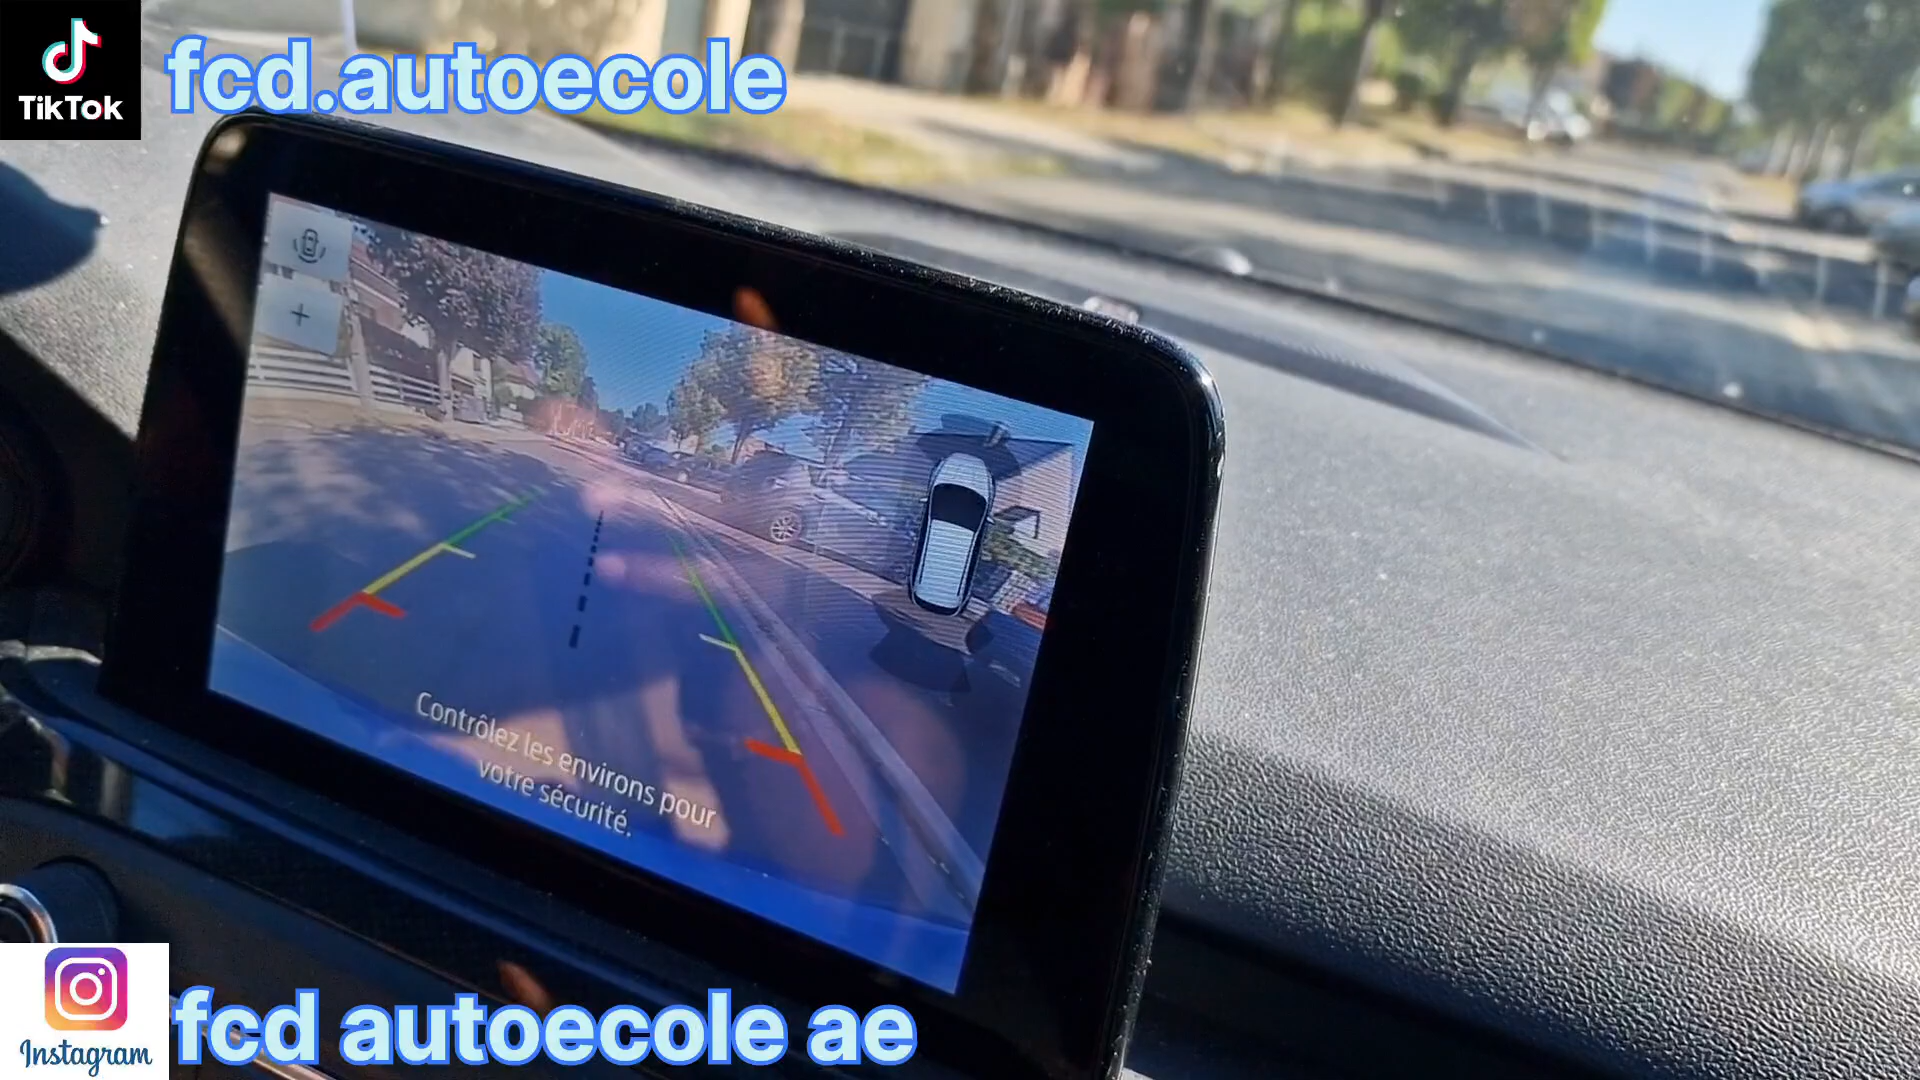 TikTok
fcd.autoecole
Contrôlez les environs pour
votre sécurité.
Instagram
fcd autoecole ae